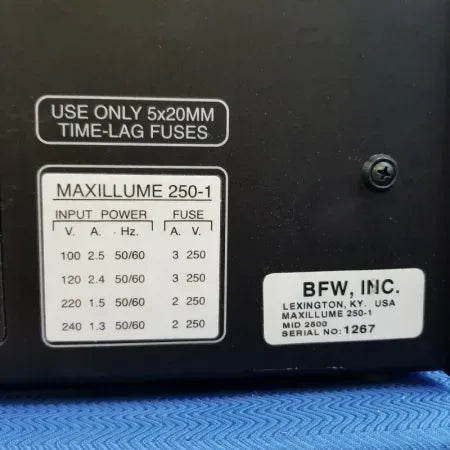 USE ONLY 5x20MM
TIME-LAG FUSES
MAXILLUME 250-1
INPUT POWER FUSE
V. A. Hz. A. V.
100 2.5 50/60 3 250
120 2.4 50/60 3 250
220 1.5 50/60 2 250
240 1.3 50/60 2 250
BFW, INC.
LEXINGTON, KY. USA
MAXILLUME 250-1
MID 2500
SERIAL NO: 1267